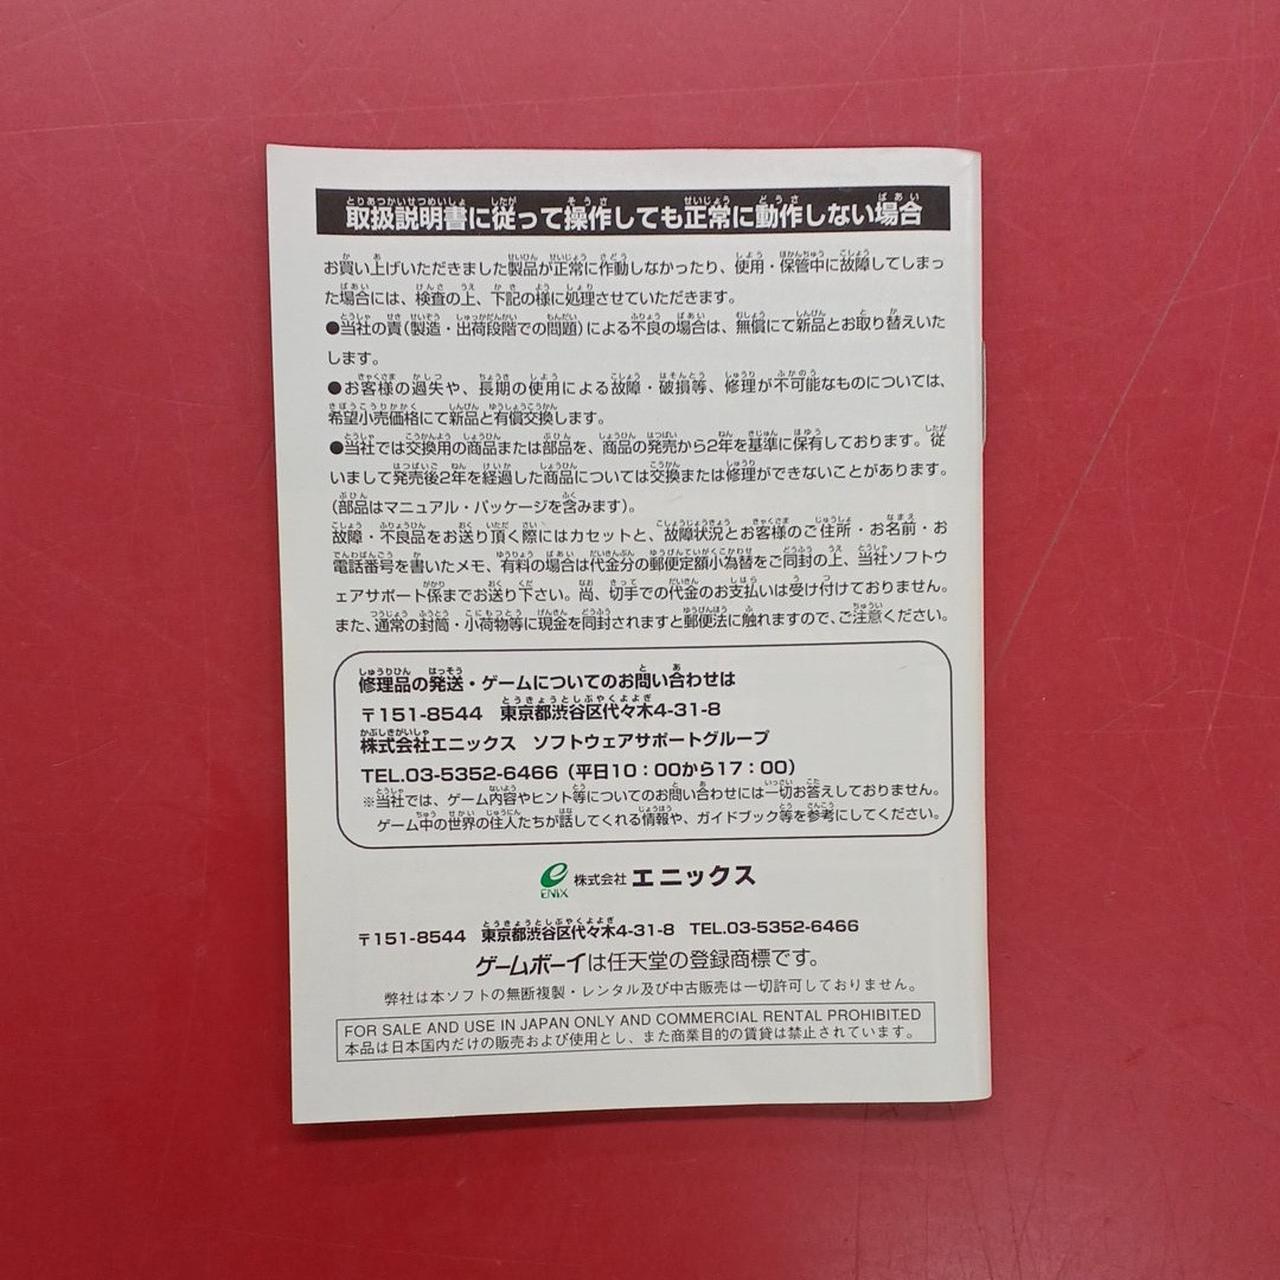 取扱説明書に従って操作しても正常に動作しない場合
お買い上げいただきました製品が正常に作動しなかったり、使用・保管中に故障してしまっ
た場合には、検査の上、下記の様に処理させていただきます。
●当社の責(製造・出荷段階での問題)による不良の場合は、無償にて新品とお取り替えいた
します。
●お客様の過失や、長期の使用による故障・破損等、修理が不可能なものについては、
希望小売価格にて新品と有償交換します。
●当社では交換用の商品または部品を、商品の発売から2年を基準に保有しております。従
いまして発売後2年を経過した商品については交換または修理ができないことがあります。
(部品はマニュアル・パッケージを含みます)。
故障・不良品をお送り頂く際にはカセットと、故障状況とお客様のご住所・お名前・お
電話番号を書いたメモ、有料の場合は代金分の郵便定額小為替をご同封の上、当社ソフトウ
ェアサポート係までお送り下さい。尚、切手での代金のお支払いは受け付けておりません。
また、通常の封筒・小荷物等に現金を同封されますと郵便法に触れますので、ご注意ください。
修理品の発送・ゲームについてのお問い合わせは
〒151-8544 東京都渋谷区代々木4-31-8
株式会社エニックス ソフトウェアサポートグループ
TEL.03-5352-6466(平日10:00から17:00)
※当社では、ゲーム内容やヒント等についてのお問い合わせには一切お答えしておりません。
ゲーム中の世界の住人たちが話してくれる情報や、ガイドブック等を参考にしてください。
ENIX 株式会社 エニックス
〒151-8544 東京都渋谷区代々木4-31-8 TEL.03-5352-6466
ゲームボーイは任天堂の登録商標です。
弊社は本ソフトの無断複製・レンタル及び中古販売は一切許可しておりません。
FOR SALE AND USE IN JAPAN ONLY AND COMMERCIAL RENTAL PROHIBITED
本品は日本国内だけの販売および使用とし、また商業目的の賃貸は禁止されています。